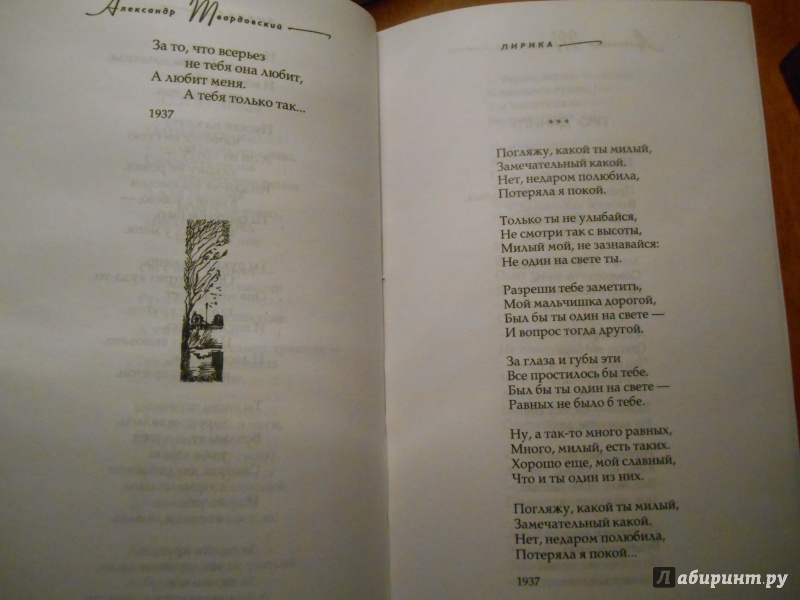 Александр Твардовский
За то, что всерьез
не тебя она любит,
А любит меня.
А тебя только так...
1937
ЛИРИКА
* * *
Погляжу, какой ты милый,
Замечательный какой.
Нет, недаром полюбила,
Потеряла я покой.
Только ты не улыбайся,
Не смотри так с высоты,
Милый мой, не зазнавайся:
Не один на свете ты.
Разреши тебе заметить,
Мой мальчишка дорогой,
Был бы ты один на свете —
И вопрос тогда другой.
За глаза и губы эти
Все простилось бы тебе.
Был бы ты один на свете —
Равных не было б тебе.
Ну, а так-то много равных,
Много, милый, есть таких.
Хорошо еще, мой славный,
Что и ты один из них.
Погляжу, какой ты милый,
Замечательный какой.
Нет, недаром полюбила,
Потеряла я покой...
1937
Лабиринт.ру